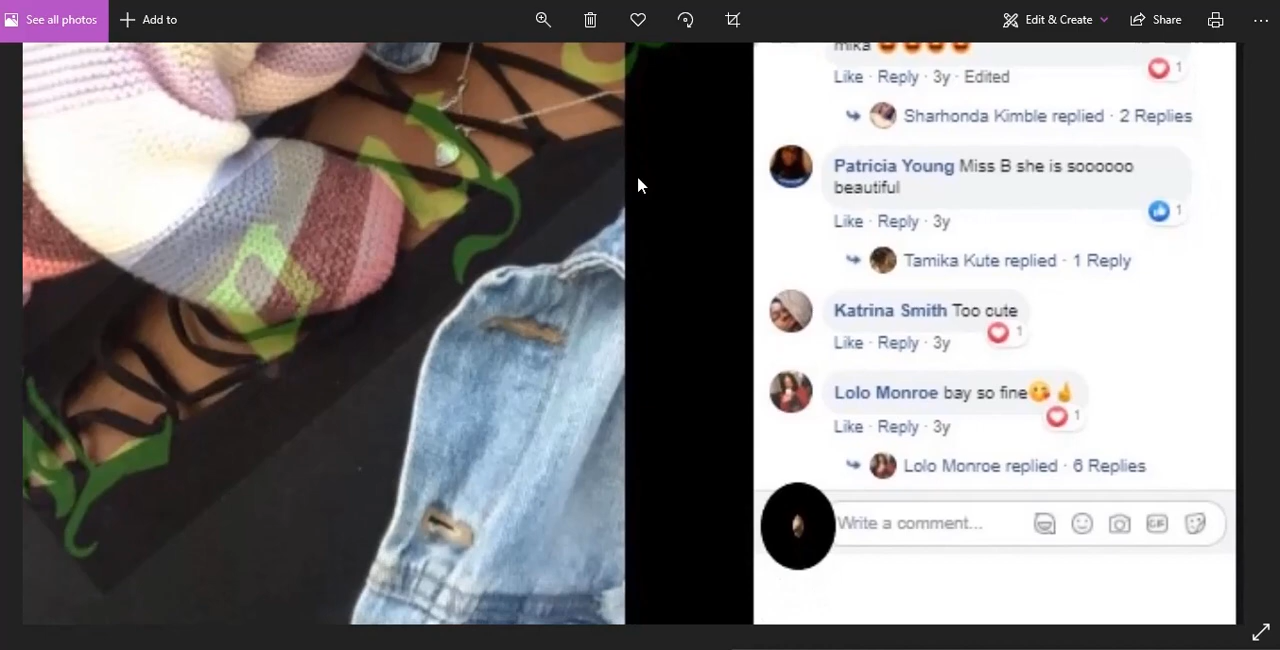 See all photos
Add to
Edit & Create
Share
mika
Like · Reply · 3y · Edited
1
Sharhonda Kimble replied · 2 Replies
Patricia Young Miss B she is soooooo
beautiful
1
Like · Reply · 3y
Tamika Kute replied · 1 Reply
Katrina Smith Too cute
1
Like · Reply · 3y
Lolo Monroe bay so fine😘🤞
1
Like · Reply · 3y
Lolo Monroe replied · 6 Replies
Write a comment...
GIF